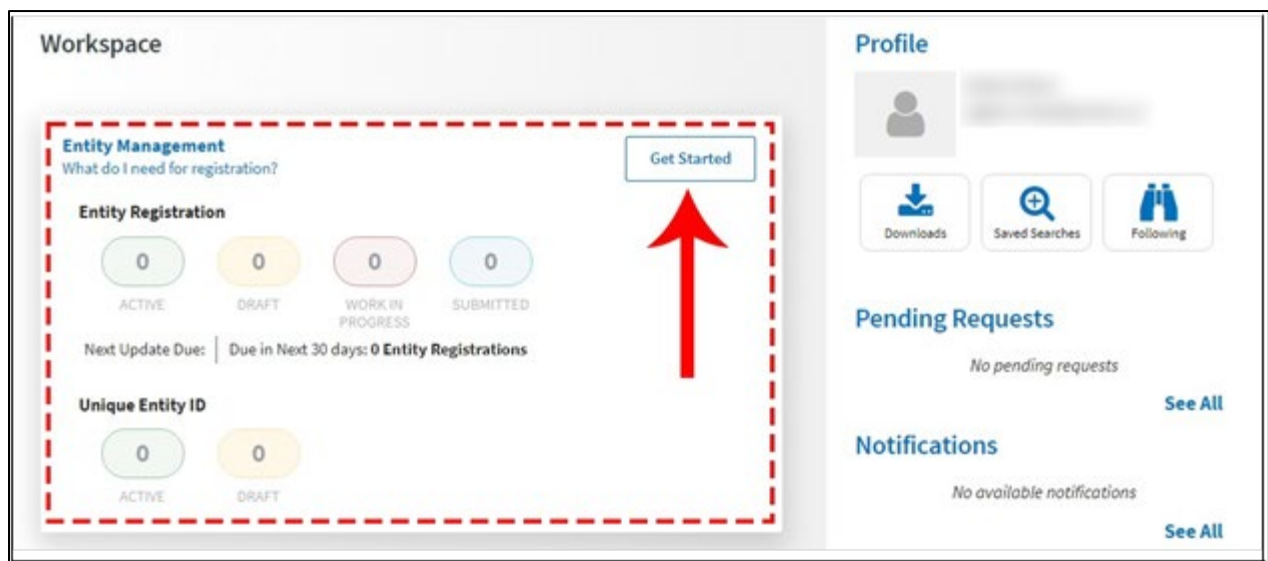 Workspace
Entity Management
What do I need for registration?
Get Started
Entity Registration
0 0 0 0
ACTIVE DRAFT WORK IN PROGRESS SUBMITTED
Next Update Due: Due in Next 30 days: 0 Entity Registrations
Unique Entity ID
0 0
ACTIVE DRAFT
Profile
Downloads Saved Searches Following
Pending Requests
No pending requests
See All
Notifications
No available notifications
See All